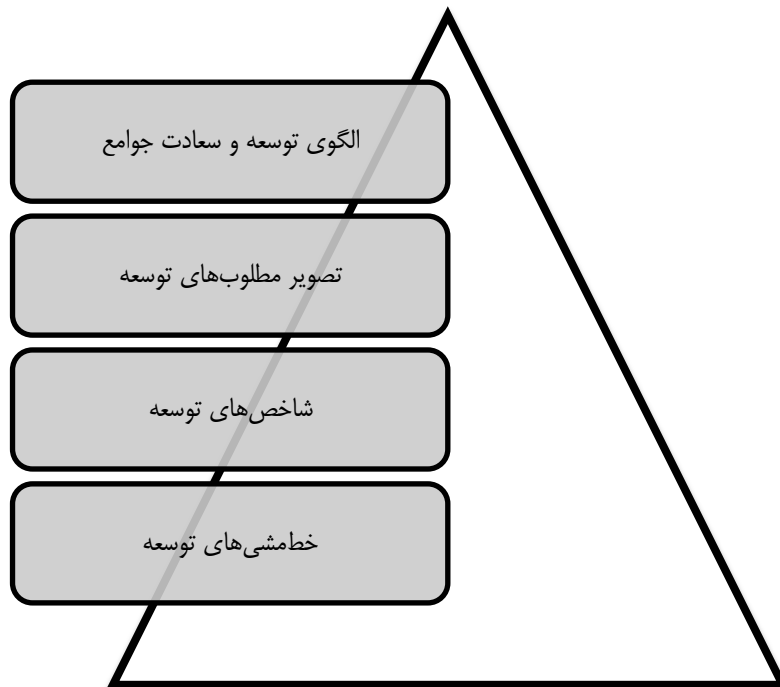 الگوی توسعه و سعادت جوامع
تصویر مطلوب‌های توسعه
شاخص‌های توسعه
خط‌مشی‌های توسعه